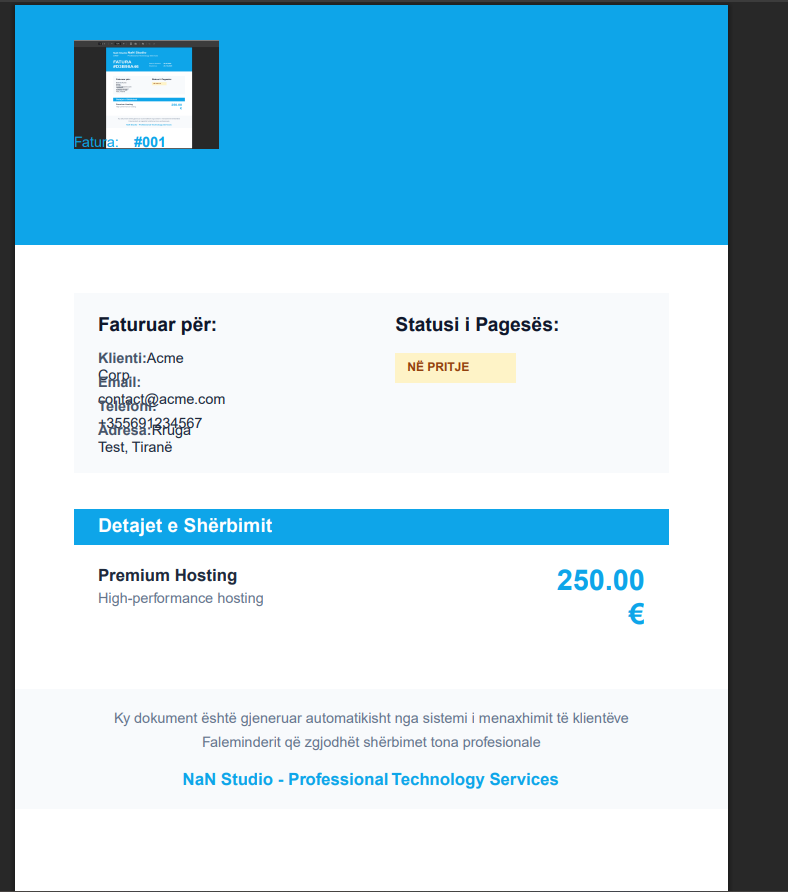 Fatura: #001
Faturuar për:
Klienti:Acme
Corp
Email:
contact@acme.com
Telefoni:
+355691234567
Adresa:Rruga
Test, Tiranë
Statusi i Pagesës:
NË PRITJE
Detajet e Shërbimit
Premium Hosting
High-performance hosting
250.00
€
Ky dokument është gjeneruar automatikisht nga sistemi i menaxhimit të klientëve
Faleminderit që zgjodhët shërbimet tona profesionale
NaN Studio - Professional Technology Services